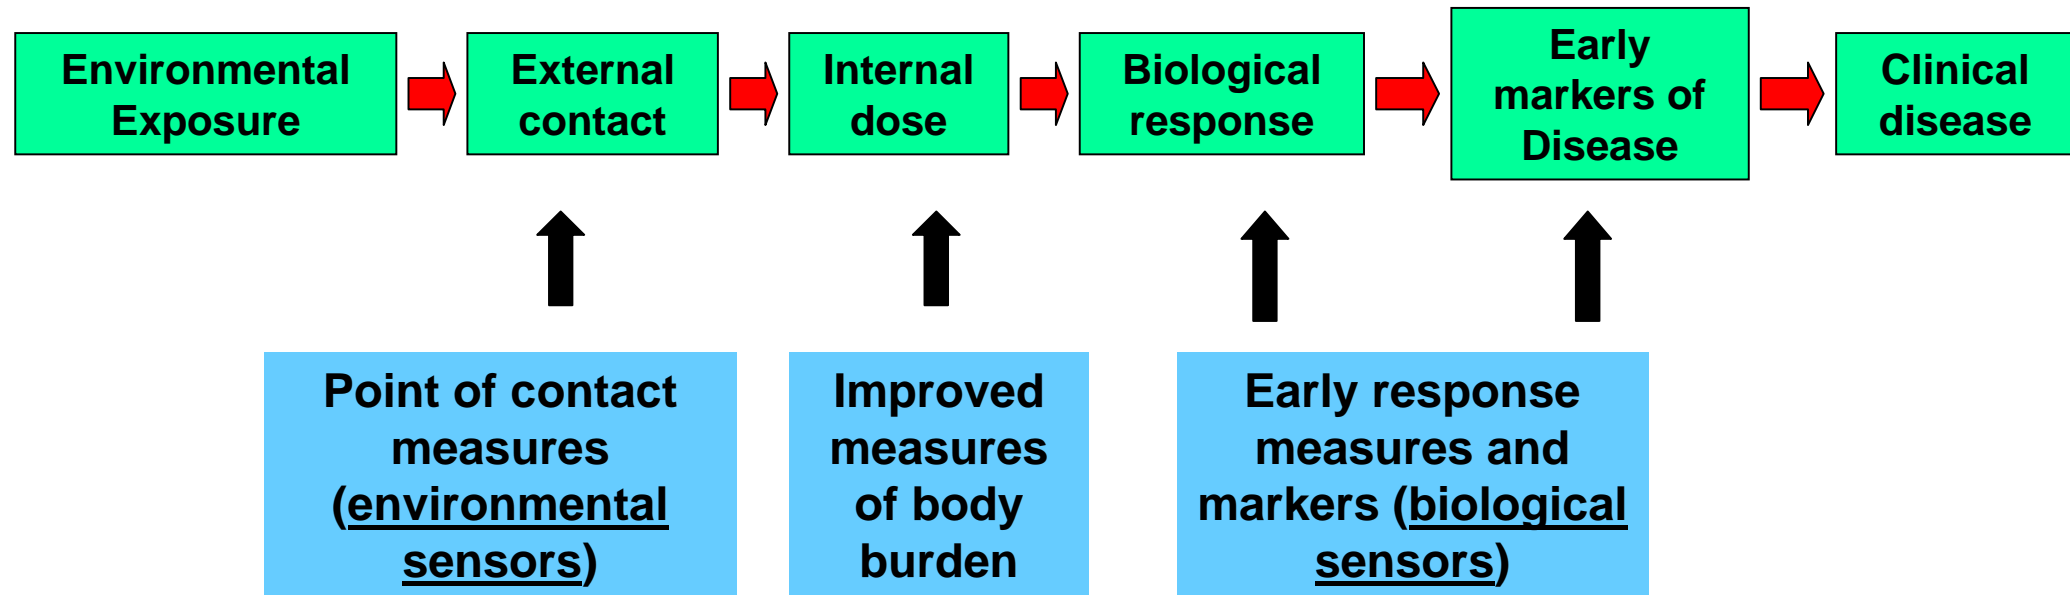 Environmental
Exposure
External
contact
Internal
dose
Biological
response
Early
markers of
Disease
Clinical
disease
Point of contact
measures
(environmental
sensors)
Improved
measures
of body
burden
Early response
measures and
markers (biological
sensors)